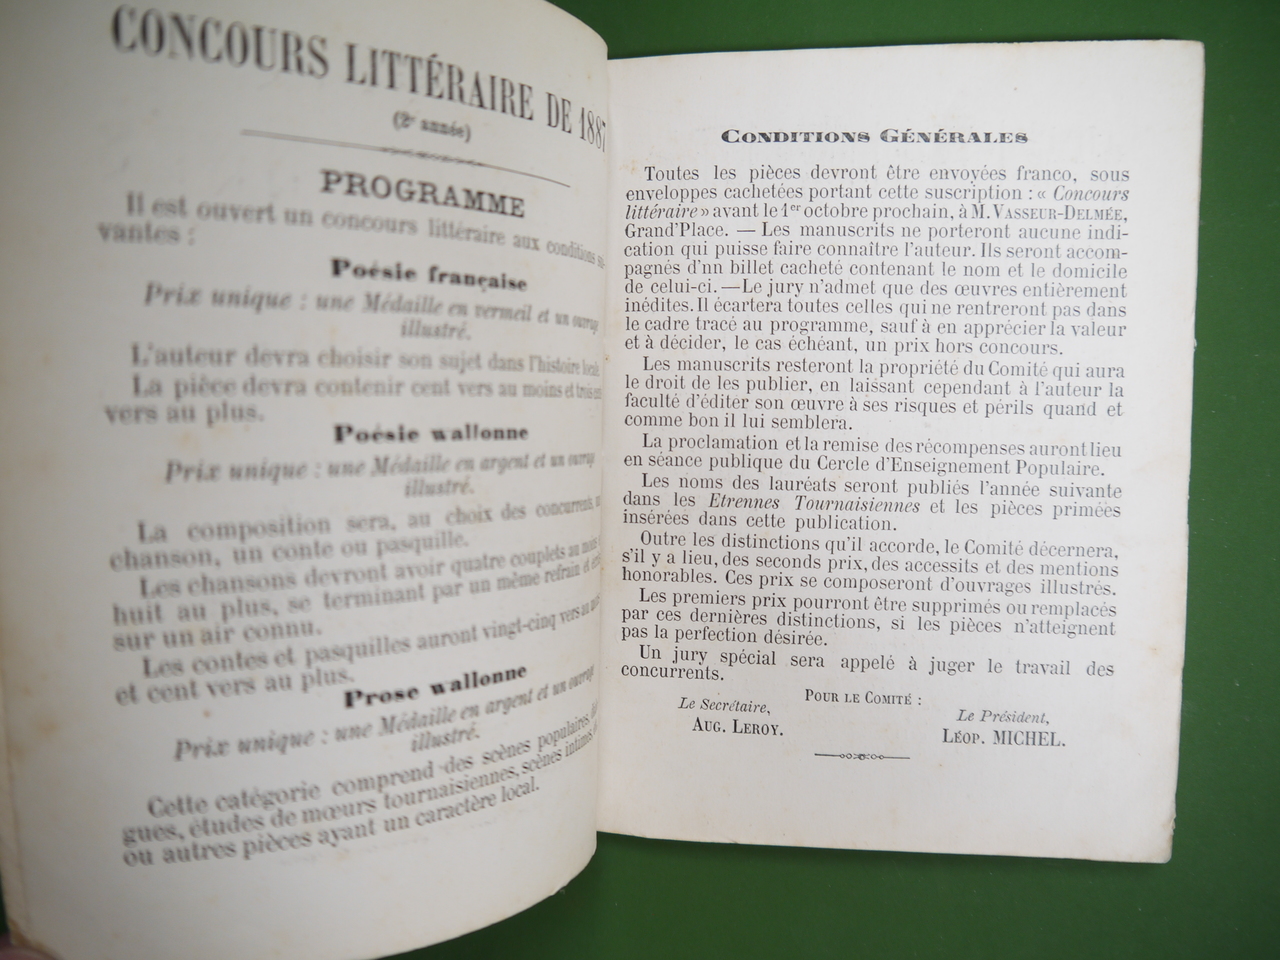 CONCOURS LITTÉRAIRE DE 1887
(2e année)
PROGRAMME
Il est ouvert un concours littéraire aux conditions sui-
vantes :
Poésie française
Prix unique : une Médaille en vermeil et un ouvrage
illustré.
L'auteur devra choisir son sujet dans l'histoire locale
La pièce devra contenir cent vers au moins et trois cent
vers au plus.
Poésie wallonne
Prix unique : une Médaille en argent et un ouvrage
illustré.
La composition sera, au choix des concurrents, un
chanson, un conte ou pasquille.
Les chansons devront avoir quatre couplets au moins
huit au plus, se terminant par un même refrain et
sur un air connu.
Les contes et pasquilles auront vingt-cinq vers au
et cent vers au plus.
Prose wallonne
Prix unique : une Médaille en argent et un ouvrage
illustré.
Cette catégorie comprend des scènes populaires,
gues, études de mœurs tournaisiennes, scènes intimes
ou autres pièces ayant un caractère local.
CONDITIONS GÉNÉRALES
Toutes les pièces devront être envoyées franco, sous
enveloppes cachetées portant cette suscription : « Concours
littéraire » avant le 1er octobre prochain, à M. VASSEUR-DELMÉE,
Grand'Place. — Les manuscrits ne porteront aucune indi-
cation qui puisse faire connaître l'auteur. Ils seront accom-
pagnés d'nn billet cacheté contenant le nom et le domicile
de celui-ci. — Le jury n'admet que des œuvres entièrement
inédites. Il écartera toutes celles qui ne rentreront pas dans
le cadre tracé au programme, sauf à en apprécier la valeur
et à décider, le cas échéant, un prix hors concours.
Les manuscrits resteront la propriété du Comité qui aura
le droit de les publier, en laissant cependant à l'auteur la
faculté d'éditer son œuvre à ses risques et périls quand et
comme bon il lui semblera.
La proclamation et la remise des récompenses auront lieu
en séance publique du Cercle d'Enseignement Populaire.
Les noms des lauréats seront publiés l'année suivante
dans les Etrennes Tournaisiennes et les pièces primées
insérées dans cette publication.
Outre les distinctions qu'il accorde, le Comité décernera,
s'il y a lieu, des seconds prix, des accessits et des mentions
honorables. Ces prix se composeront d'ouvrages illustrés.
Les premiers prix pourront être supprimés ou remplacés
par ces dernières distinctions, si les pièces n'atteignent
pas la perfection désirée.
Un jury spécial sera appelé à juger le travail des
concurrents.
POUR LE COMITÉ :
Le Secrétaire,
AUG. LEROY.
Le Président,
LÉOP. MICHEL.